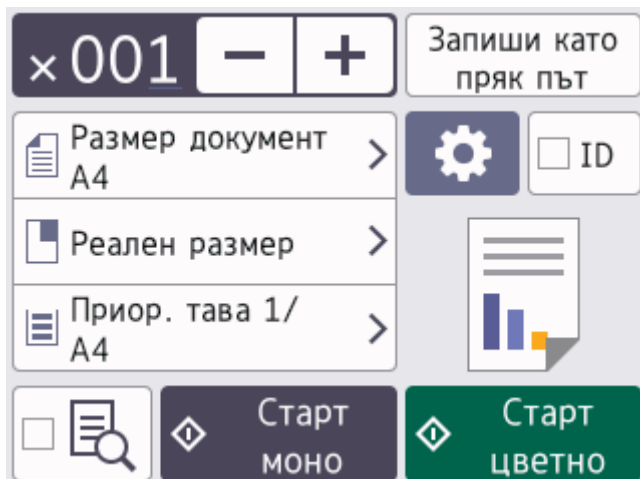 ×001 − +
Запиши като
пряк път
Размер документ
A4
ID
Реален размер
Приор. тава 1/
A4
Старт
моно
Старт
цветно